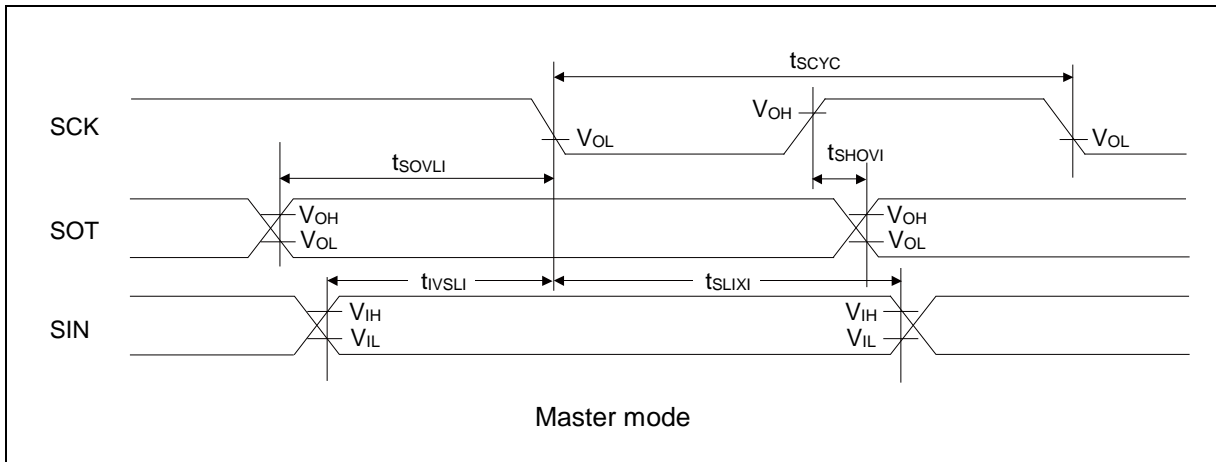 tSCYC
SCK
VOH
VOL
VOL
tSHOVI
tSOVLI
SOT
VOH
VOH
VOL
VOL
tIVSLI
tSLIXI
SIN
VIH
VIH
VIL
VIL
Master mode